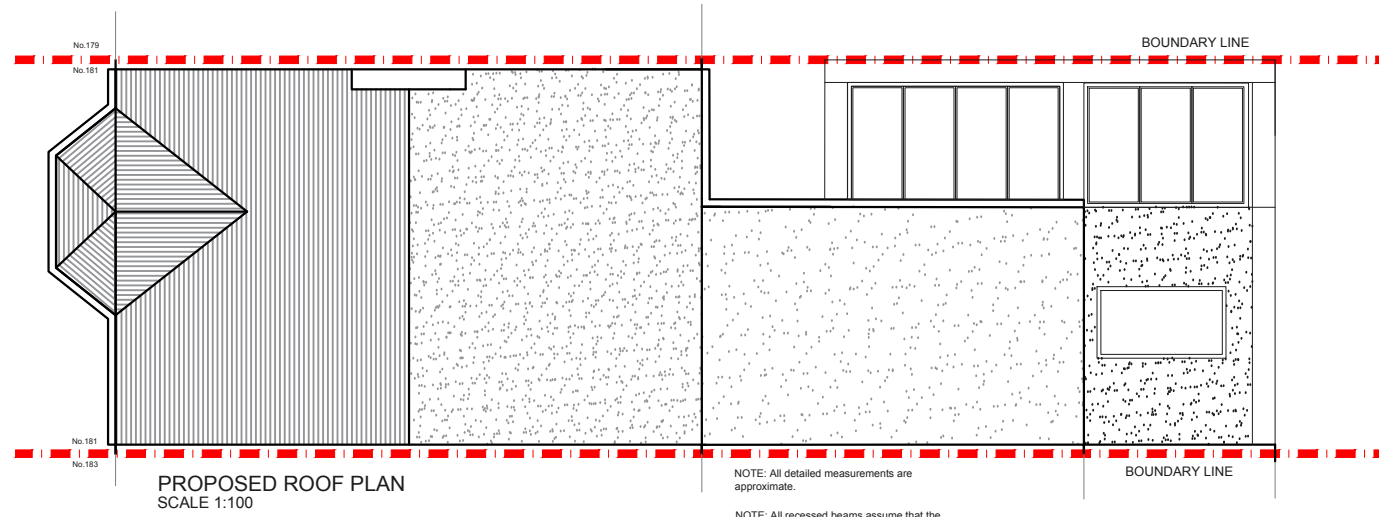 No.179
BOUNDARY LINE
No.181
No.181
No.183
PROPOSED ROOF PLAN
SCALE 1:100
NOTE: All detailed measurements are
approximate.
BOUNDARY LINE
NOTE: All recessed beams assume that the